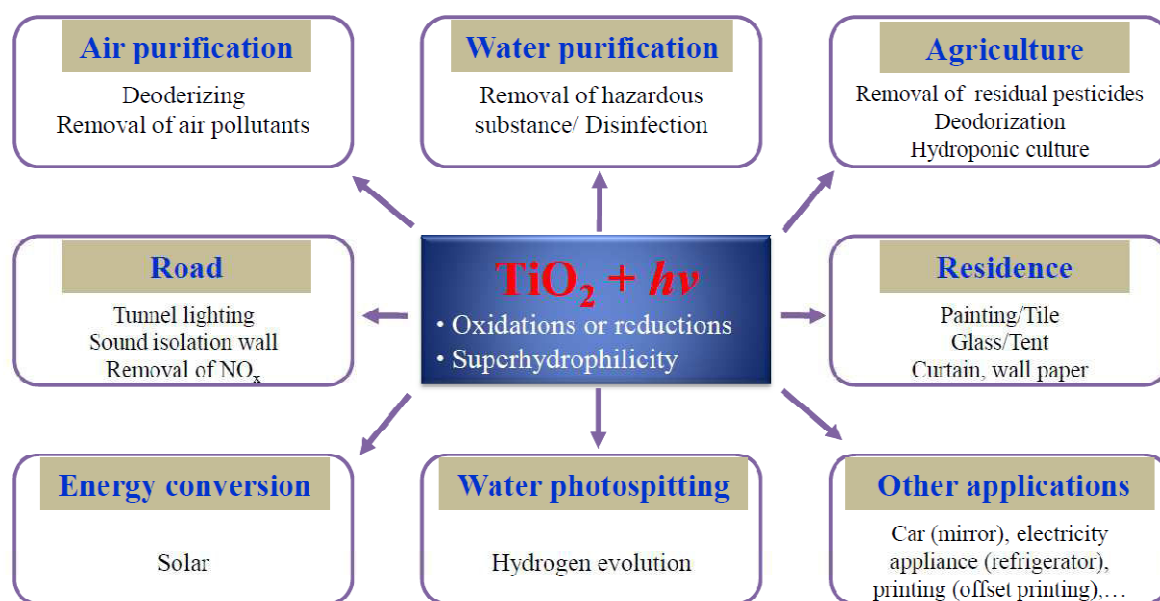 Air purification
Deoderizing
Removal of air pollutants
Water purification
Removal of hazardous
substance/ Disinfection
Agriculture
Removal of residual pesticides
Deodorization
Hydroponic culture
Road
Tunnel lighting
Sound isolation wall
Removal of NOₓ
TiO₂ + hν
• Oxidations or reductions
• Superhydrophilicity
Residence
Painting/Tile
Glass/Tent
Curtain, wall paper
Energy conversion
Solar
Water photospitting
Hydrogen evolution
Other applications
Car (mirror), electricity
appliance (refrigerator),
printing (offset printing),…